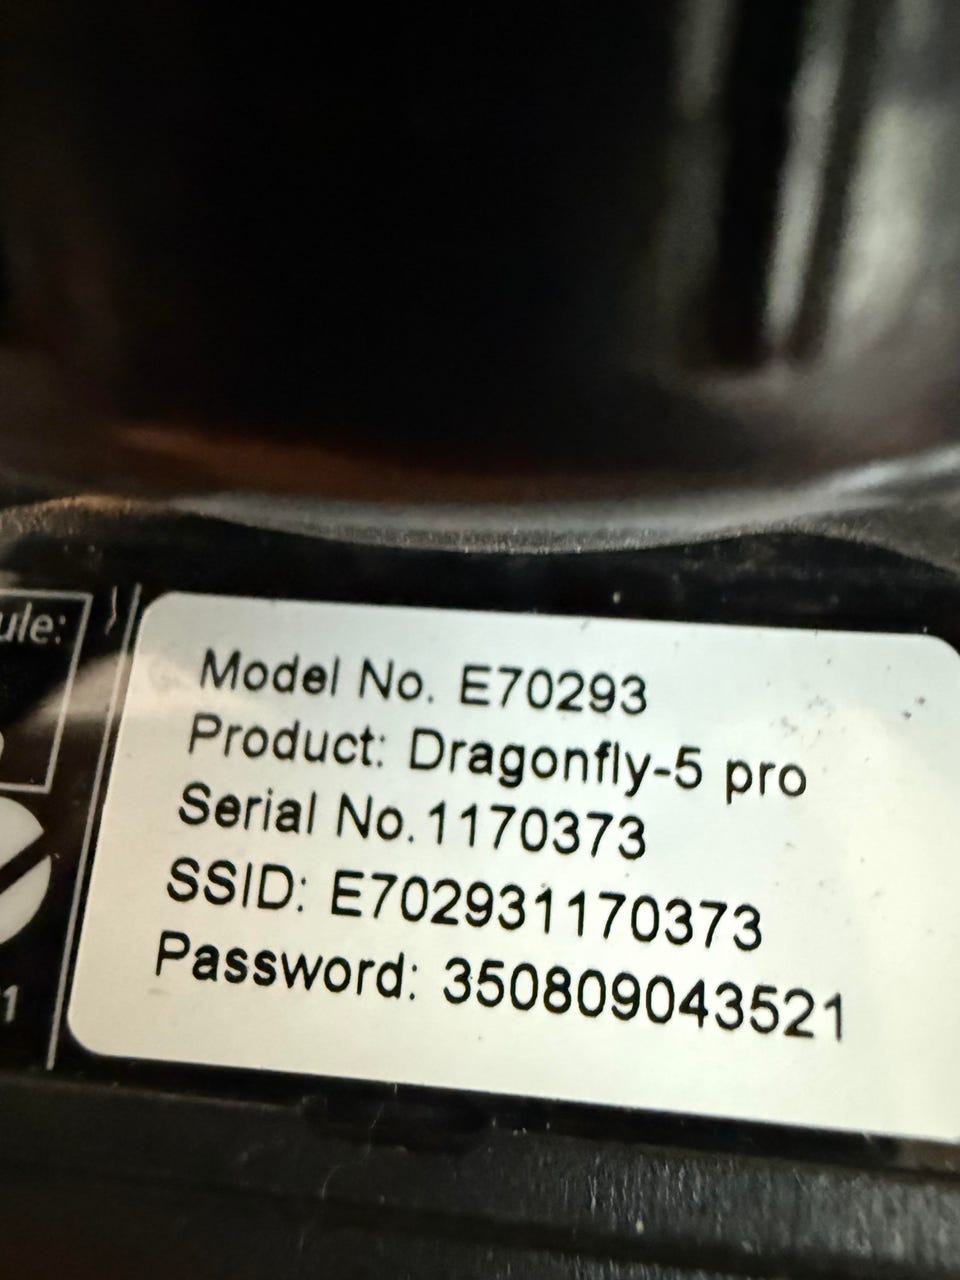 Model No. E70293
Product: Dragonfly-5 pro
Serial No.1170373
SSID: E702931170373
Password: 350809043521